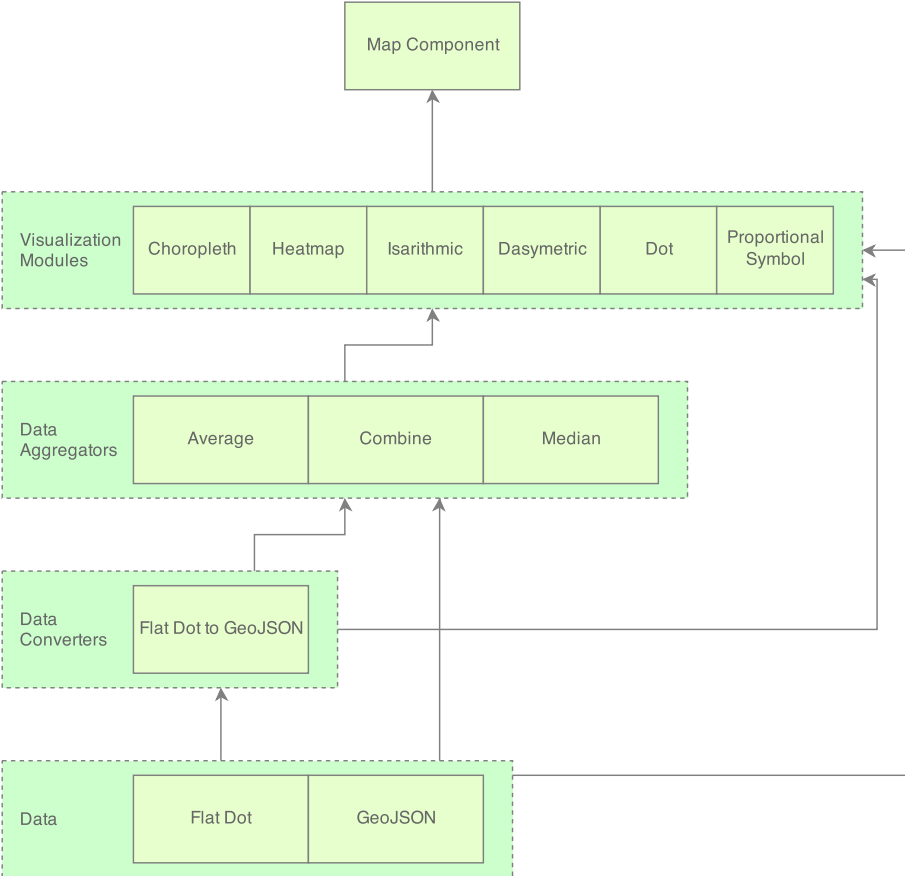 Map Component
Visualization
Modules
Choropleth
Heatmap
Isarithmic
Dasymetric
Dot
Proportional
Symbol
Data
Aggregators
Average
Combine
Median
Data
Converters
Flat Dot to GeoJSON
Data
Flat Dot
GeoJSON